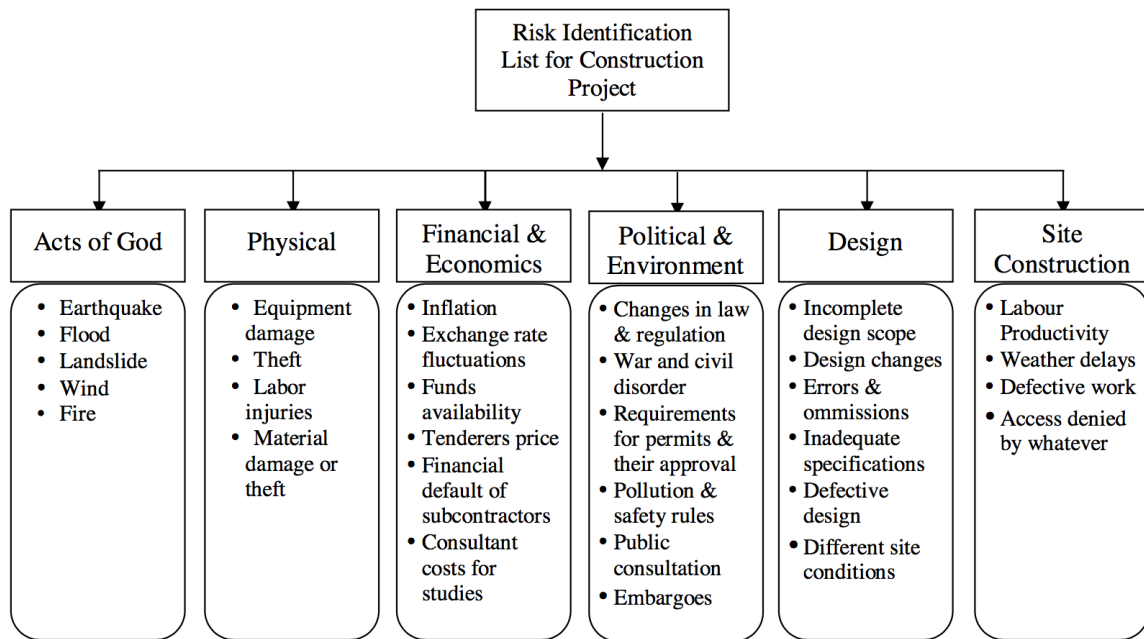 Risk Identification
List for Construction
Project
Acts of God
Physical
Financial &
Economics
Political &
Environment
Design
Site
Construction
• Earthquake
• Flood
• Landslide
• Wind
• Fire
• Equipment
damage
• Theft
• Labor
injuries
• Material
damage or
theft
• Inflation
• Exchange rate
fluctuations
• Funds
availability
• Tenderers price
• Financial
default of
subcontractors
• Consultant
costs for
studies
• Changes in law
& regulation
• War and civil
disorder
• Requirements
for permits &
their approval
• Pollution &
safety rules
• Public
consultation
• Embargoes
• Incomplete
design scope
• Design changes
• Errors &
ommissions
• Inadequate
specifications
• Defective
design
• Different site
conditions
• Labour
Productivity
• Weather delays
• Defective work
• Access denied
by whatever